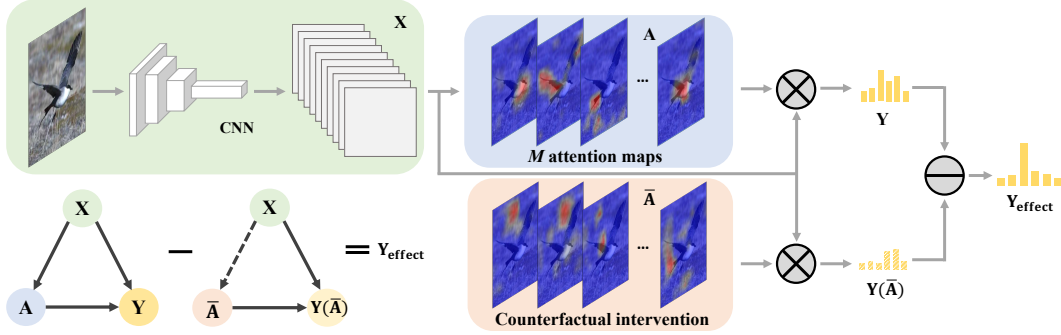 X
CNN
A
...
M attention maps
Y
Y_effect
A̅
...
Counterfactual intervention
Y(A̅)
X
A
Y
−
X
A̅
Y(A̅)
= Y_effect